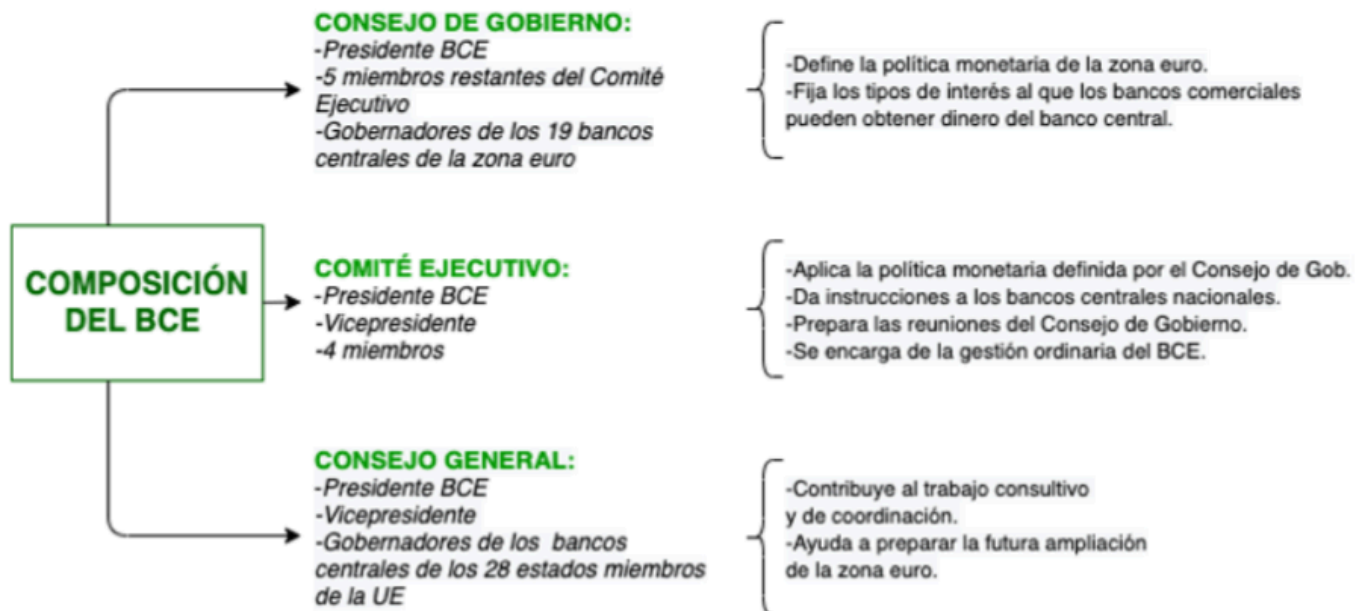 COMPOSICIÓN
DEL BCE
CONSEJO DE GOBIERNO:
-Presidente BCE
-5 miembros restantes del Comité
Ejecutivo
-Gobernadores de los 19 bancos
centrales de la zona euro
-Define la política monetaria de la zona euro.
-Fija los tipos de interés al que los bancos comerciales
pueden obtener dinero del banco central.
COMITÉ EJECUTIVO:
-Presidente BCE
-Vicepresidente
-4 miembros
-Aplica la política monetaria definida por el Consejo de Gob.
-Da instrucciones a los bancos centrales nacionales.
-Prepara las reuniones del Consejo de Gobierno.
-Se encarga de la gestión ordinaria del BCE.
CONSEJO GENERAL:
-Presidente BCE
-Vicepresidente
-Gobernadores de los bancos
centrales de los 28 estados miembros
de la UE
-Contribuye al trabajo consultivo
y de coordinación.
-Ayuda a preparar la futura ampliación
de la zona euro.